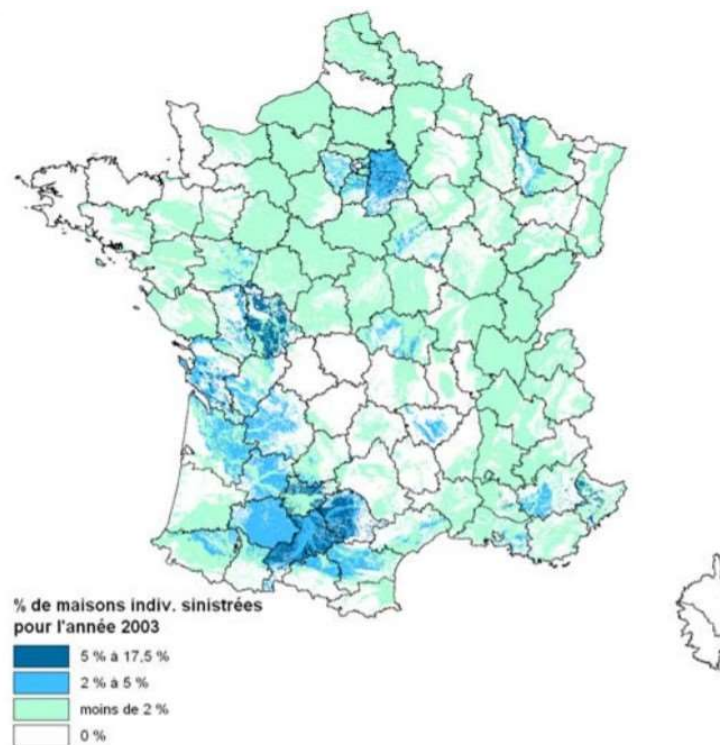 % de maisons indiv. sinistrées
pour l'année 2003
5 % à 17,5 %
2 % à 5 %
moins de 2 %
0 %